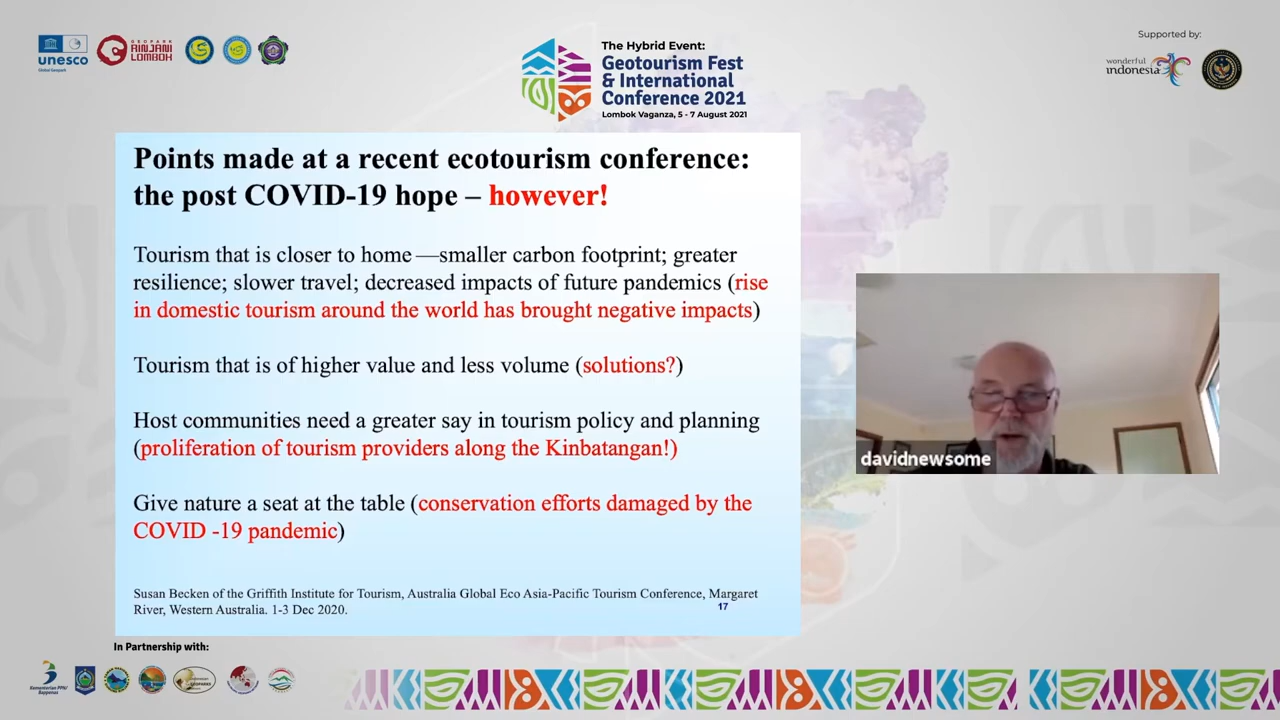 unesco
Global Geopark
GEOPARK
RINJANI
LOMBOK
The Hybrid Event:
Geotourism Fest
& International
Conference 2021
Lombok Vaganza, 5 - 7 August 2021
Supported by:
wonderful
indonesia
Points made at a recent ecotourism conference:
the post COVID-19 hope – however!
Tourism that is closer to home—smaller carbon footprint; greater
resilience; slower travel; decreased impacts of future pandemics (rise
in domestic tourism around the world has brought negative impacts)
Tourism that is of higher value and less volume (solutions?)
Host communities need a greater say in tourism policy and planning
(proliferation of tourism providers along the Kinbatangan!)
Give nature a seat at the table (conservation efforts damaged by the
COVID -19 pandemic)
Susan Becken of the Griffith Institute for Tourism, Australia Global Eco Asia-Pacific Tourism Conference, Margaret
River, Western Australia. 1-3 Dec 2020.
17
davidnewsome
In Partnership with:
Kementerian PPN/
Bappenas